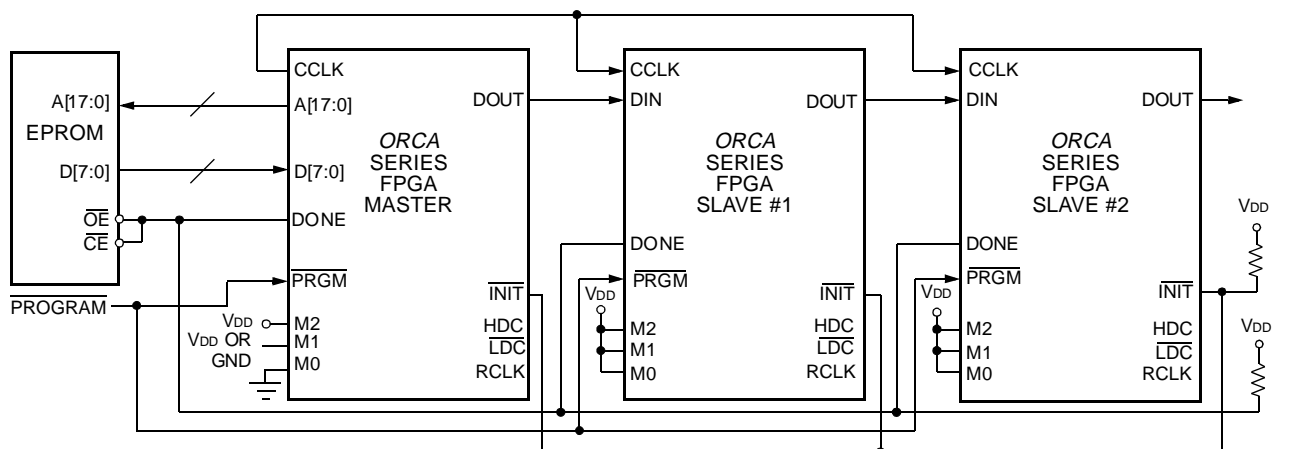 EPROM
A[17:0]
D[7:0]
OE
CE
PROGRAM
CCLK
A[17:0]
D[7:0]
DONE
PRGM
VDD
M2
VDD OR
GND
M1
M0
DOUT
ORCA
SERIES
FPGA
MASTER
INIT
HDC
LDC
RCLK
CCLK
DIN
DOUT
ORCA
SERIES
FPGA
SLAVE #1
DONE
PRGM
VDD
M2
M1
M0
INIT
HDC
LDC
RCLK
CCLK
DIN
DOUT
ORCA
SERIES
FPGA
SLAVE #2
DONE
PRGM
VDD
M2
M1
M0
INIT
HDC
LDC
RCLK
VDD
VDD